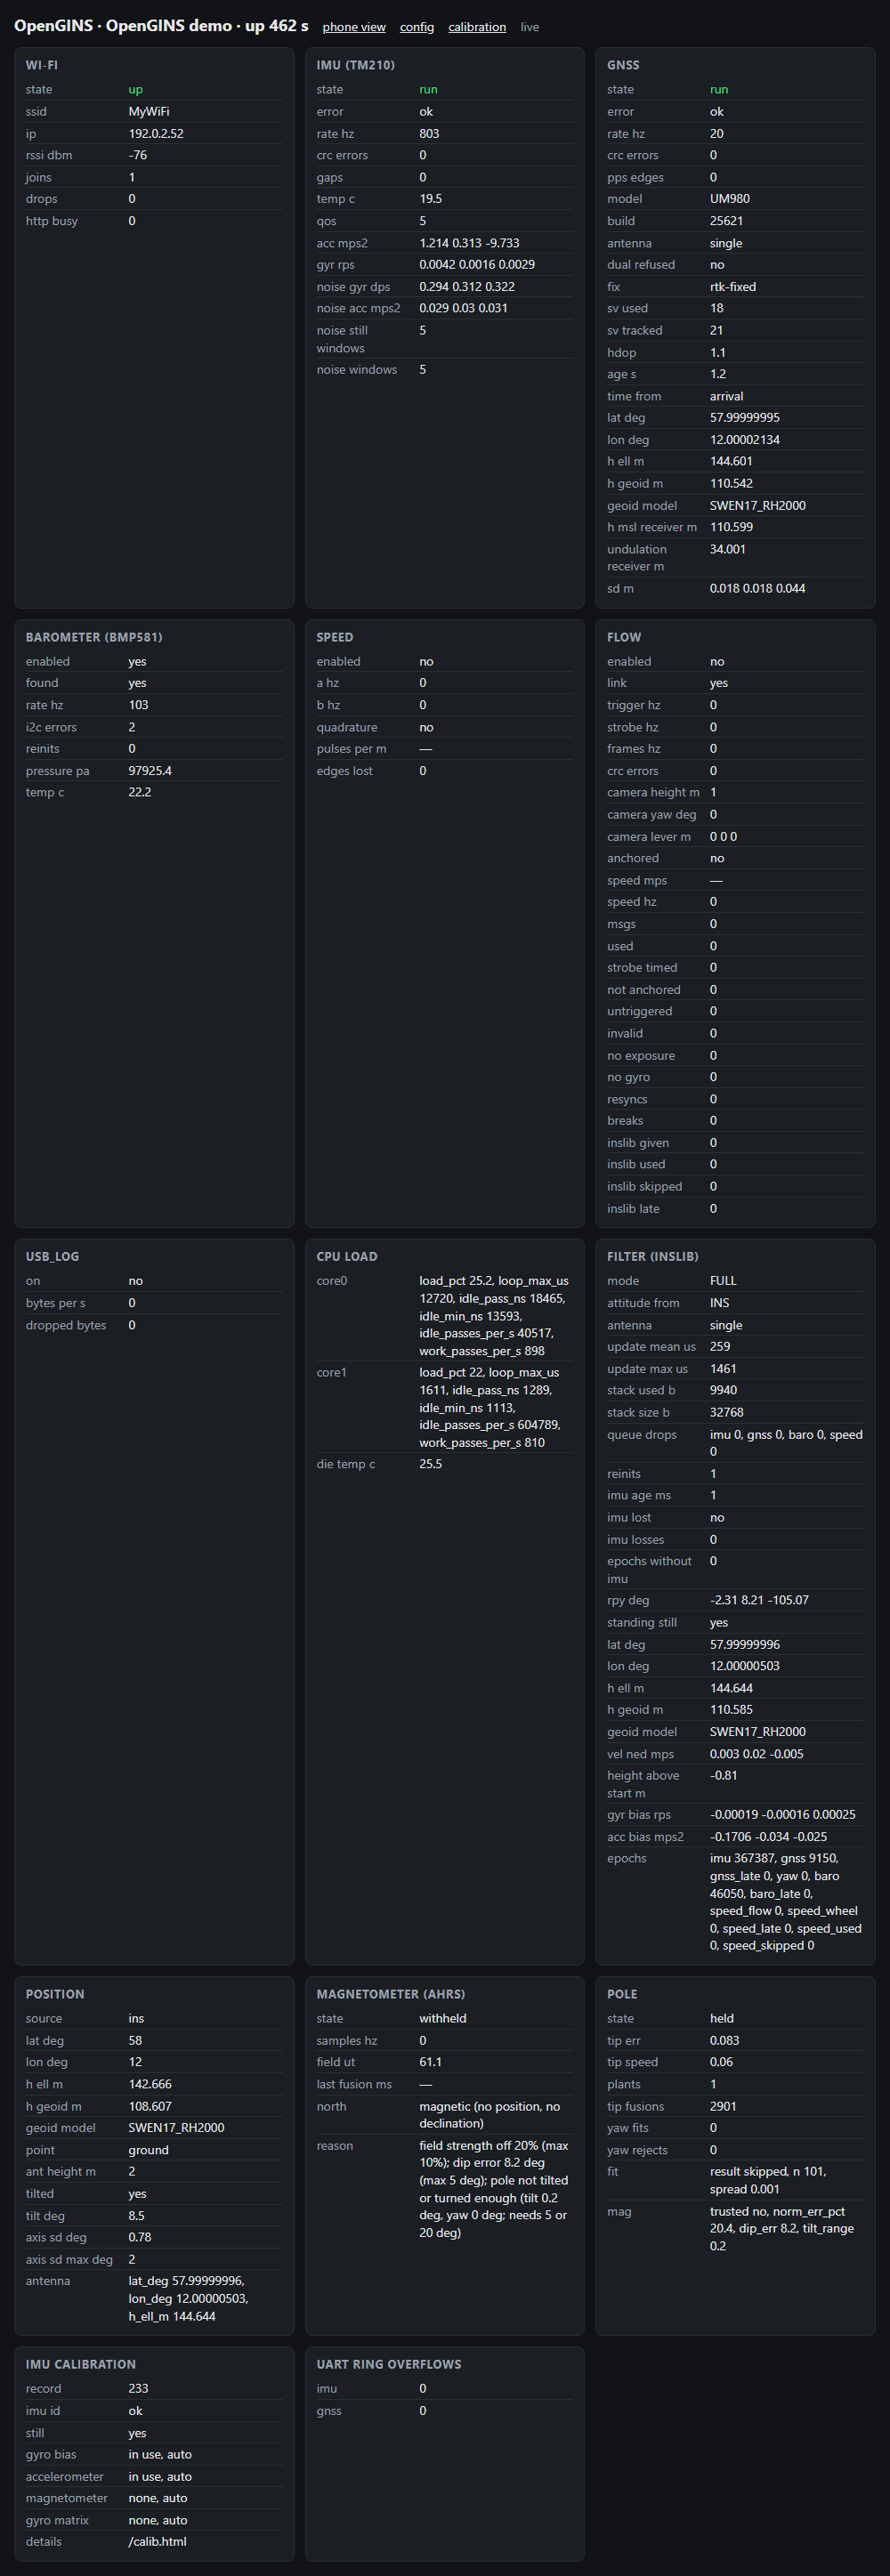 OpenGINS · OpenGINS demo · up 462 s phone view config calibration live
WI-FI
state up
ssid MyWiFi
ip 192.0.2.52
rssi dbm -76
joins 1
drops 0
http busy 0
IMU (TM210)
state run
error ok
rate hz 803
crc errors 0
gaps 0
temp c 19.5
qos 5
acc mps2 1.214 0.313 -9.733
gyr rps 0.0042 0.0016 0.0029
noise gyr dps 0.294 0.312 0.322
noise acc mps2 0.029 0.03 0.031
noise still 5
windows
noise windows 5
GNSS
state run
error ok
rate hz 20
crc errors 0
pps edges 0
model UM980
build 25621
antenna single
dual refused no
fix rtk-fixed
sv used 18
sv tracked 21
hdop 1.1
age s 1.2
time from arrival
lat deg 57.99999995
lon deg 12.00002134
h ell m 144.601
h geoid m 110.542
geoid model SWEN17_RH2000
h msl receiver m 110.599
undulation 34.001
receiver m
sd m 0.018 0.018 0.044
BAROMETER (BMP581)
enabled yes
found yes
rate hz 103
i2c errors 2
reinits 0
pressure pa 97925.4
temp c 22.2
SPEED
enabled no
a hz 0
b hz 0
quadrature no
pulses per m —
edges lost 0
FLOW
enabled no
link yes
trigger hz 0
strobe hz 0
frames hz 0
crc errors 0
camera height m 1
camera yaw deg 0
camera lever m 0 0 0
anchored no
speed mps —
speed hz 0
msgs 0
used 0
strobe timed 0
not anchored 0
untriggered 0
invalid 0
no exposure 0
no gyro 0
resyncs 0
breaks 0
inslib given 0
inslib used 0
inslib skipped 0
inslib late 0
USB_LOG
on no
bytes per s 0
dropped bytes 0
CPU LOAD
core0 load_pct 25.2, loop_max_us
12720, idle_pass_ns 18465,
idle_min_ns 13593,
idle_passes_per_s 40517,
work_passes_per_s 898
core1 load_pct 22, loop_max_us
1611, idle_pass_ns 1289,
idle_min_ns 1113,
idle_passes_per_s 604789,
work_passes_per_s 810
die temp c 25.5
FILTER (INSLIB)
mode FULL
attitude from INS
antenna single
update mean us 259
update max us 1461
stack used b 9940
stack size b 32768
queue drops imu 0, gnss 0, baro 0, speed
0
reinits 1
imu age ms 1
imu lost no
imu losses 0
epochs without 0
imu
rpy deg -2.31 8.21 -105.07
standing still yes
lat deg 57.99999996
lon deg 12.00000503
h ell m 144.644
h geoid m 110.585
geoid model SWEN17_RH2000
vel ned mps 0.003 0.02 -0.005
height above -0.81
start m
gyr bias rps -0.00019 -0.00016 0.00025
acc bias mps2 -0.1706 -0.034 -0.025
epochs imu 367387, gnss 9150,
gnss_late 0, yaw 0, baro
46050, baro_late 0,
speed_flow 0, speed_wheel
0, speed_late 0, speed_used
0, speed_skipped 0
POSITION
source ins
lat deg 58
lon deg 12
h ell m 142.666
h geoid m 108.607
geoid model SWEN17_RH2000
point ground
ant height m 2
tilted yes
tilt deg 8.5
axis sd deg 0.78
axis sd max deg 2
antenna lat_deg 57.99999996,
lon_deg 12.00000503,
h_ell_m 144.644
MAGNETOMETER (AHRS)
state withheld
samples hz 0
field ut 61.1
last fusion ms —
north magnetic (no position, no
declination)
reason field strength off 20% (max
10%); dip error 8.2 deg
(max 5 deg); pole not tilted
or turned enough (tilt 0.2
deg, yaw 0 deg; needs 5 or
20 deg)
POLE
state held
tip err 0.083
tip speed 0.06
plants 1
tip fusions 2901
yaw fits 0
yaw rejects 0
fit result skipped, n 101,
spread 0.001
mag trusted no, norm_err_pct
20.4, dip_err 8.2, tilt_range
0.2
IMU CALIBRATION
record 233
imu id ok
still yes
gyro bias in use, auto
accelerometer in use, auto
magnetometer none, auto
gyro matrix none, auto
details /calib.html
UART RING OVERFLOWS
imu 0
gnss 0